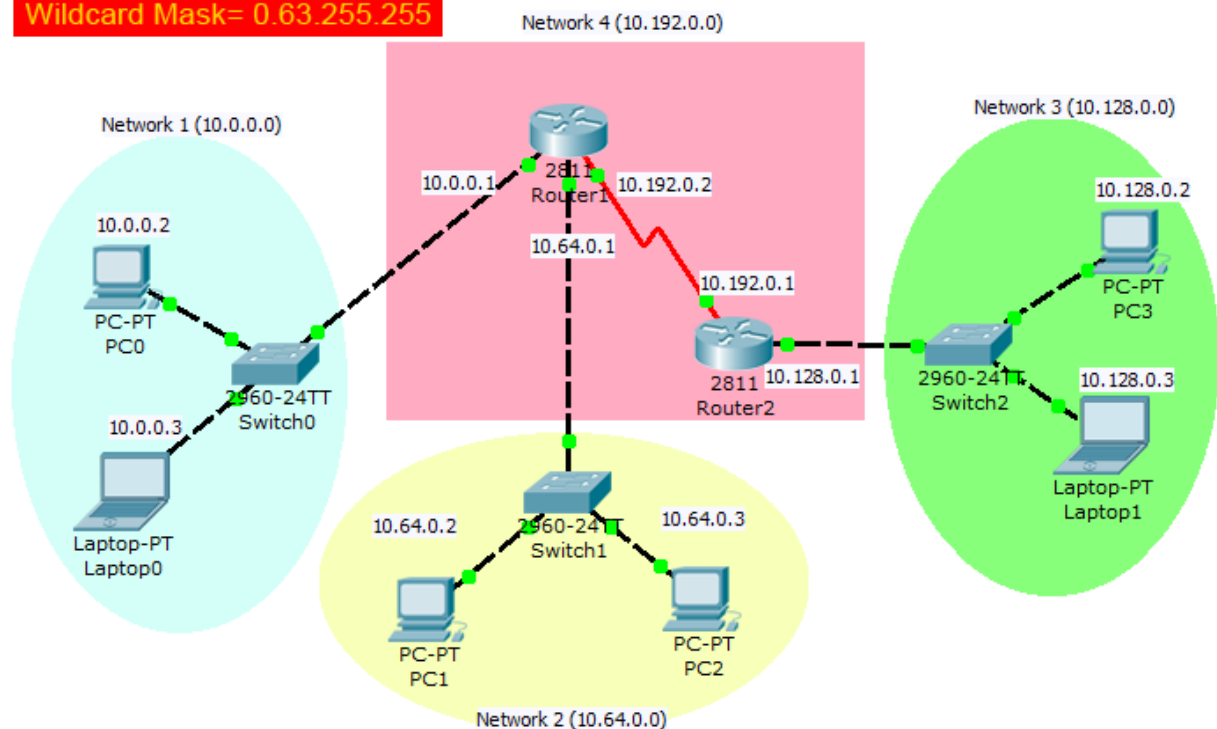 Wildcard Mask= 0.63.255.255
Network 4 (10.192.0.0)
Network 1 (10.0.0.0)
Network 3 (10.128.0.0)
2811
Router1
10.0.0.1
10.192.0.2
10.64.0.1
10.192.0.1
2811
Router2
10.128.0.1
10.0.0.2
PC-PT
PC0
2960-24TT
Switch0
10.0.0.3
Laptop-PT
Laptop0
10.128.0.2
PC-PT
PC3
2960-24TT
Switch2
10.128.0.3
Laptop-PT
Laptop1
2960-24TT
Switch1
10.64.0.2
10.64.0.3
PC-PT
PC1
PC-PT
PC2
Network 2 (10.64.0.0)